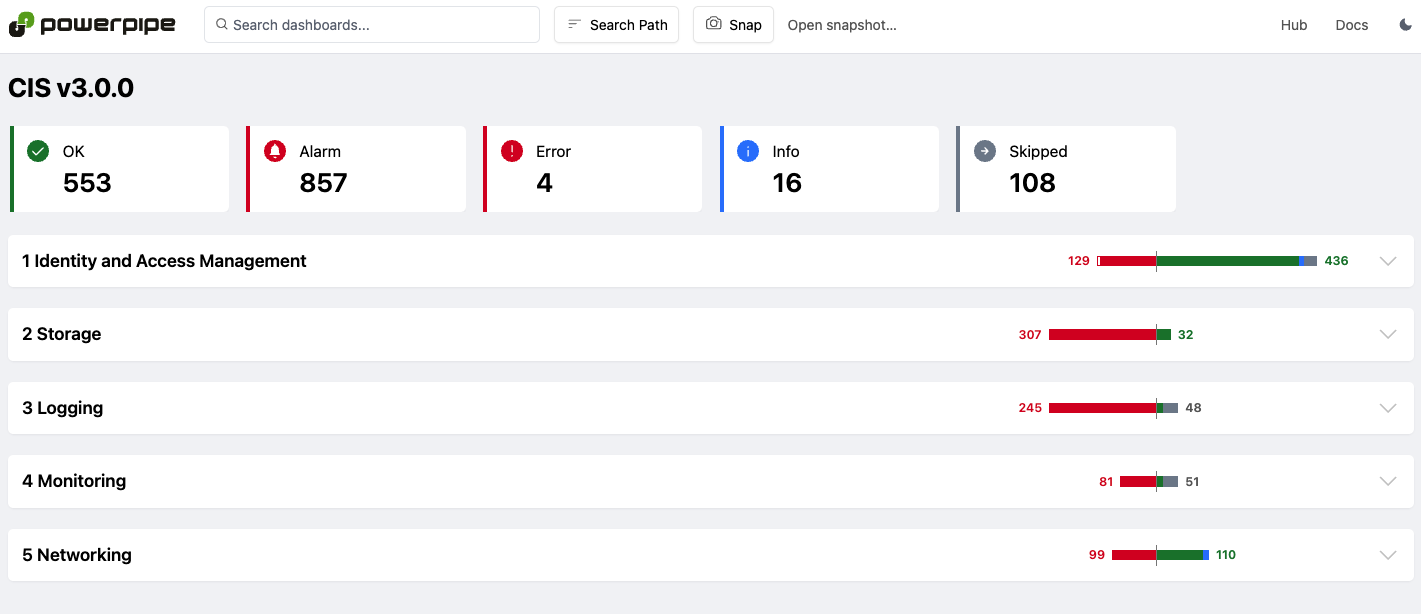 powerpipe Search dashboards... Search Path Snap Open snapshot... Hub Docs
CIS v3.0.0
OK Alarm Error Info Skipped
553 857 4 16 108
1 Identity and Access Management 129 436
2 Storage 307 32
3 Logging 245 48
4 Monitoring 81 51
5 Networking 99 110